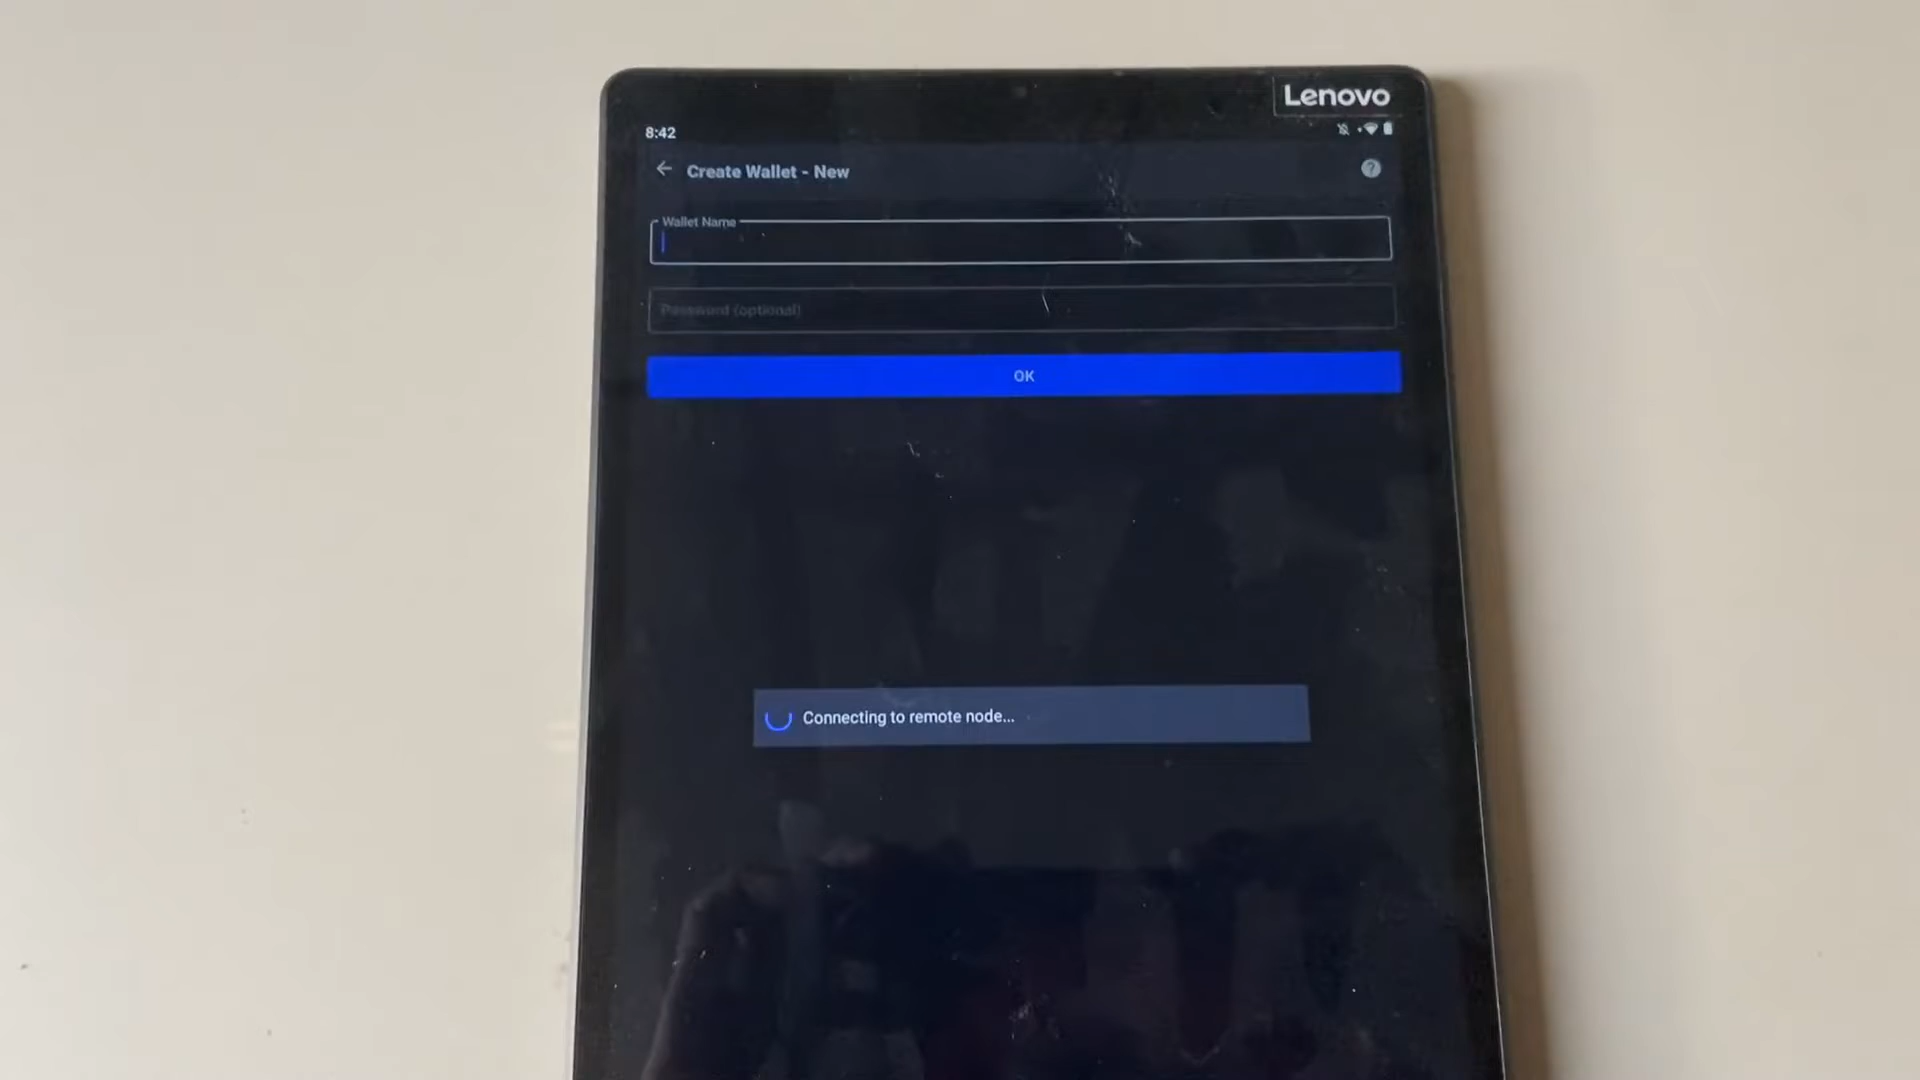 Lenovo
8:42
Create Wallet - New
Wallet Name
Password (optional)
OK
Connecting to remote node...